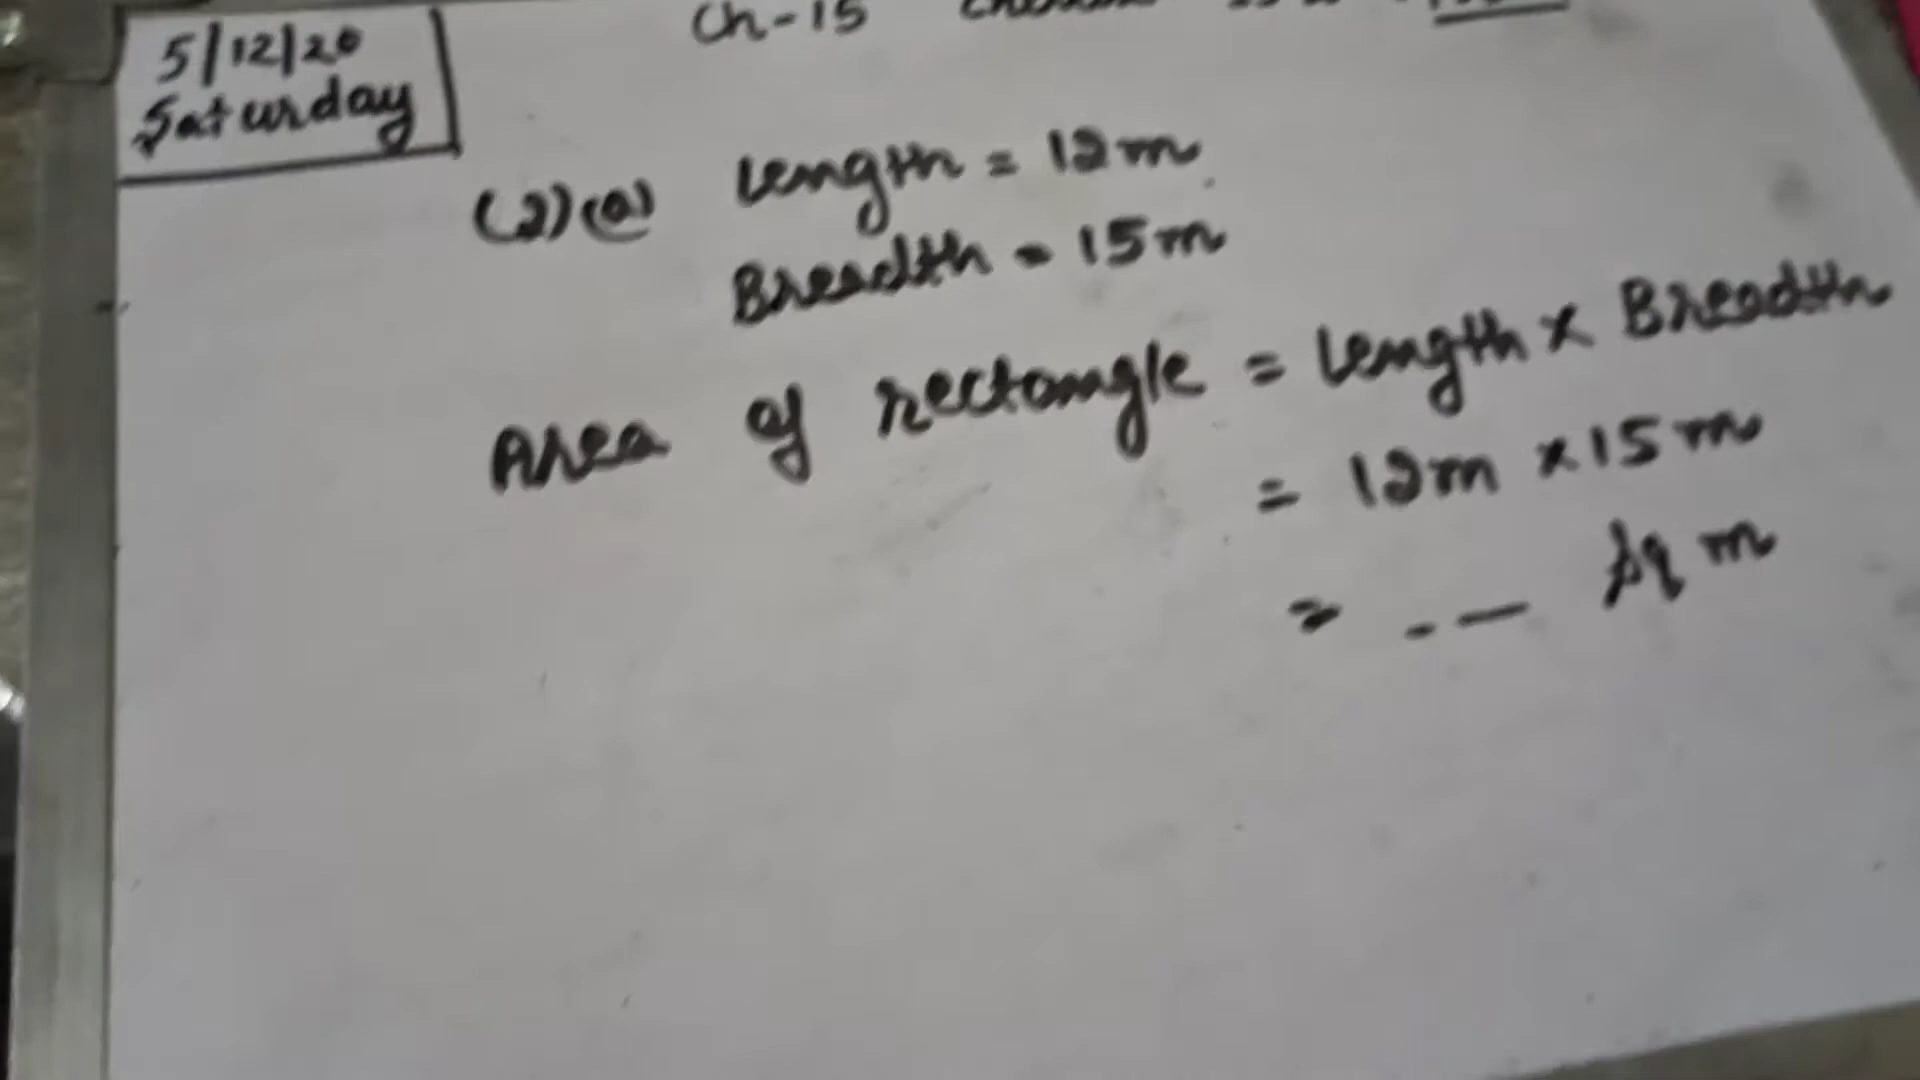 5/12/20
Saturday
Ch-15
(2)(a) Length = 12m
Breadth = 15m
Area of rectangle = Length x Breadth
= 12m x 15m
= - — Sq m